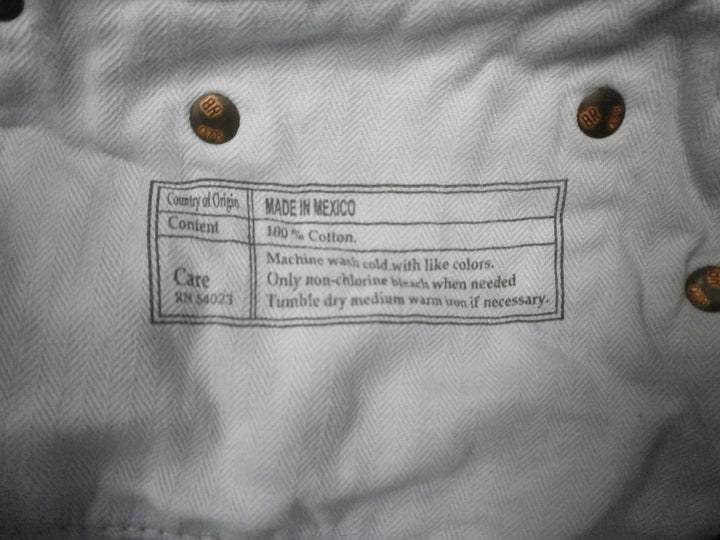 Country of Origin
MADE IN MEXICO
Content
100 % Cotton.
Care
RN 54023
Machine wash cold.with like colors.
Only non-chlorine bleach when needed
Tumble dry medium warm iron if necessary.